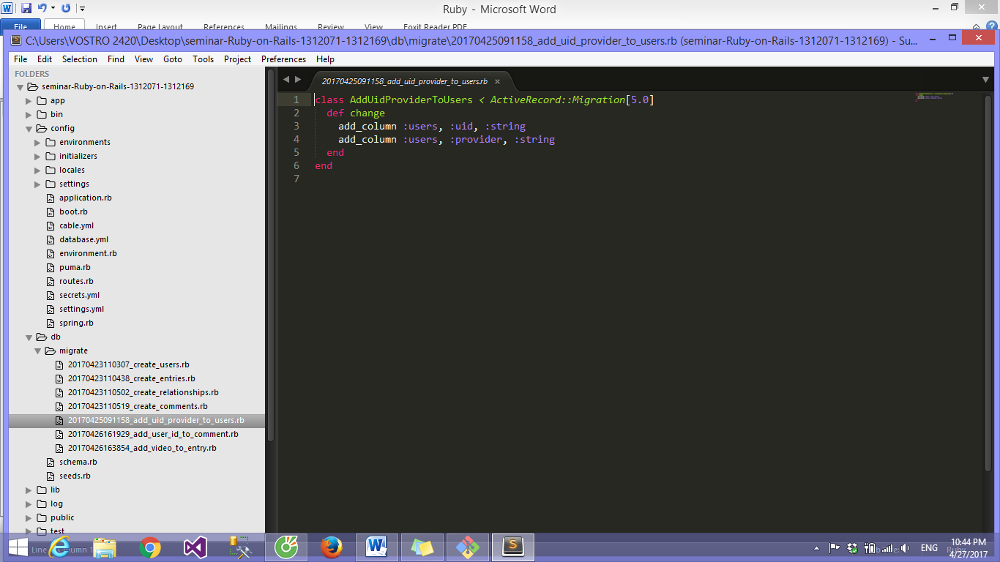 Ruby - Microsoft Word
File Home Insert Page Layout References Mailings Review View Foxit Reader PDF
C:\Users\VOSTRO 2420\Desktop\seminar-Ruby-on-Rails-1312071-1312169\db\migrate\20170425091158_add_uid_provider_to_users.rb (seminar-Ruby-on-Rails-1312071-1312169) - Su...
File Edit Selection Find View Goto Tools Project Preferences Help
FOLDERS
seminar-Ruby-on-Rails-1312071-1312169
app
bin
config
environments
initializers
locales
settings
application.rb
boot.rb
cable.yml
database.yml
environment.rb
puma.rb
routes.rb
secrets.yml
settings.yml
spring.rb
db
migrate
20170423110307_create_users.rb
20170423110438_create_entries.rb
20170423110502_create_relationships.rb
20170423110519_create_comments.rb
20170425091158_add_uid_provider_to_users.rb
20170426161929_add_user_id_to_comment.rb
20170426163854_add_video_to_entry.rb
schema.rb
seeds.rb
lib
log
public
test
20170425091158_add_uid_provider_to_users.rb
1 class AddUidProviderToUsers < ActiveRecord::Migration[5.0]
2 def change
3 add_column :users, :uid, :string
4 add_column :users, :provider, :string
5 end
6 end
7
Line
ENG
10:44 PM
4/27/2017
Ruby